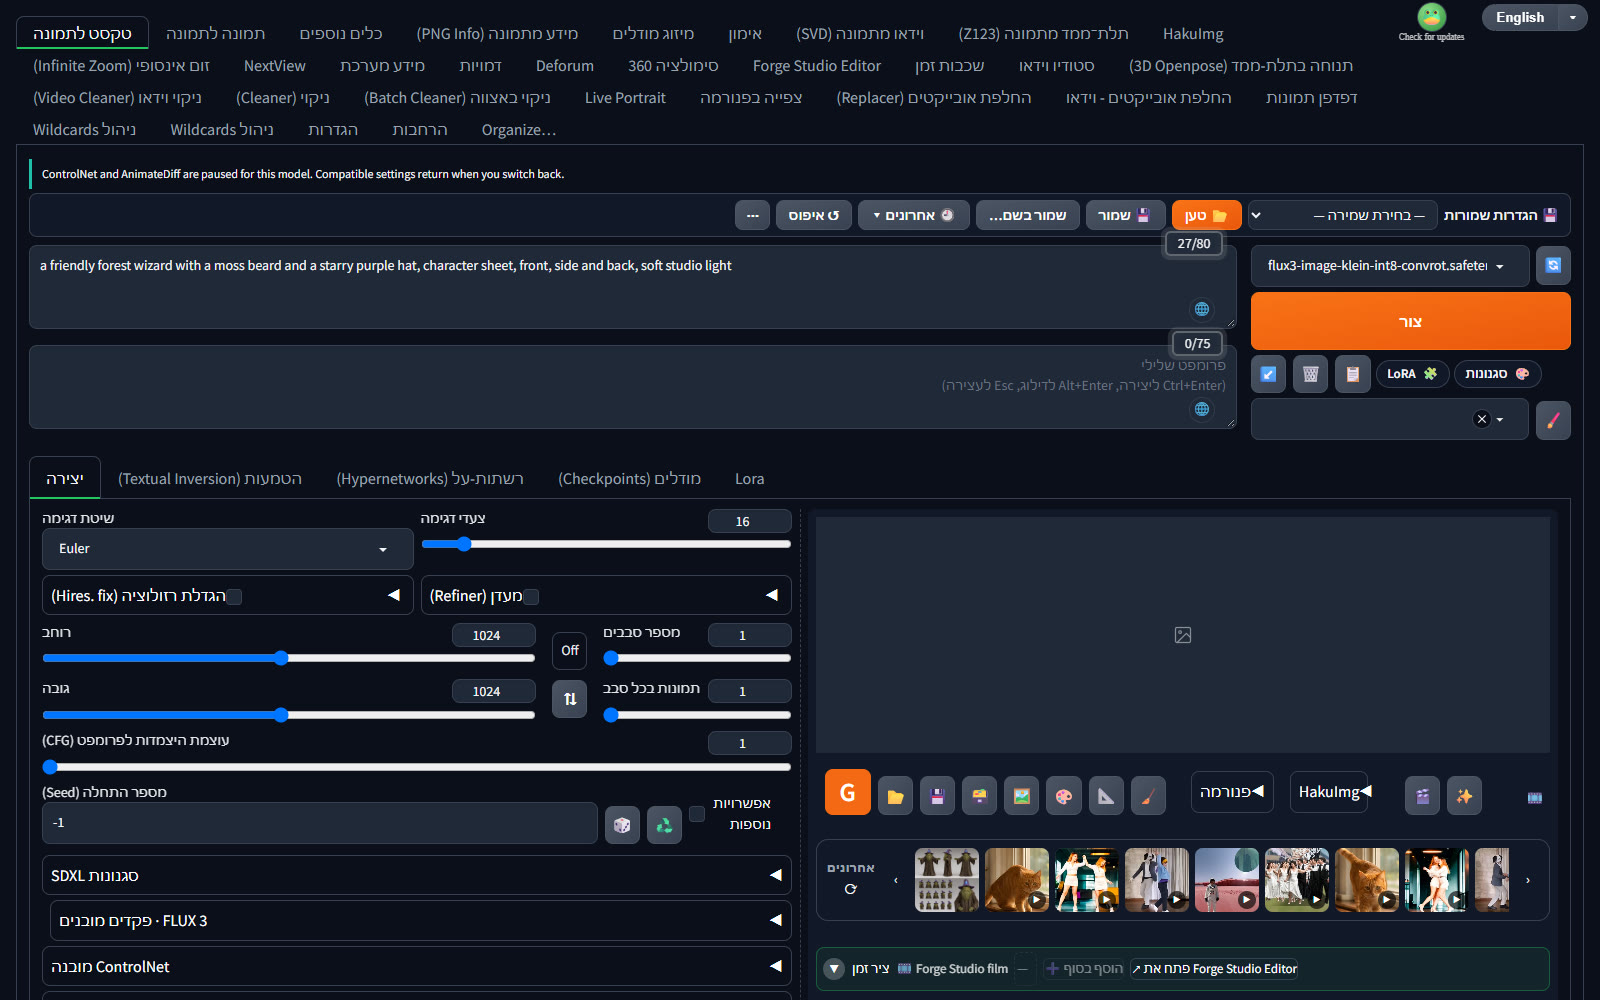 טקסט לתמונה תמונה לתמונה כלים נוספים מידע מתמונה (PNG Info) מיזוג מודלים אימון וידאו מתמונה (SVD) תלת־ממד מתמונה (Z123) HakuImg
Check for updates
English
זום אינסופי (Infinite Zoom) NextView מידע מערכת דמויות Deforum סימולציה 360 Forge Studio Editor שכבות זמן סטודיו וידאו תנוחה בתלת-ממד (3D Openpose)
ניקוי וידאו (Video Cleaner) ניקוי (Cleaner) ניקוי באצווה (Batch Cleaner) Live Portrait צפייה בפנורמה החלפת אובייקטים (Replacer) החלפת אובייקטים - וידאו דפדפן תמונות
ניהול Wildcards ניהול Wildcards הגדרות הרחבות Organize…
ControlNet and AnimateDiff are paused for this model. Compatible settings return when you switch back.
הגדרות שמורות — בחירת שמירה — טען שמור שמור בשם... אחרונים ▾ ↺ איפוס ...
27/80
a friendly forest wizard with a moss beard and a starry purple hat, character sheet, front, side and back, soft studio light
flux3-image-klein-int8-convrot.safete
צור
0/75
פרומפט שלילי
(Ctrl+Enter ליצירה, Alt+Enter לדילוג, Esc לעצירה)
LoRA סגנונות
יצירה הטמעות (Textual Inversion) רשתות-על (Hypernetworks) מודלים (Checkpoints) Lora
שיטת דגימה
Euler
צעדי דגימה
16
הגדלת רזולוציה (Hires. fix)
מעדן (Refiner)
רוחב
1024
Off
מספר סבבים
1
גובה
1024
תמונות בכל סבב
1
עוצמת היצמדות לפרומפט (CFG)
1
מספר התחלה (Seed)
-1
אפשרויות
נוספות
סגנונות SDXL
FLUX 3 · פקדים מובנים
ControlNet מובנה
G
פנורמה
HakuImg
אחרונים
ציר זמן Forge Studio film — הוסף בסוף פתח את Forge Studio Editor ↗